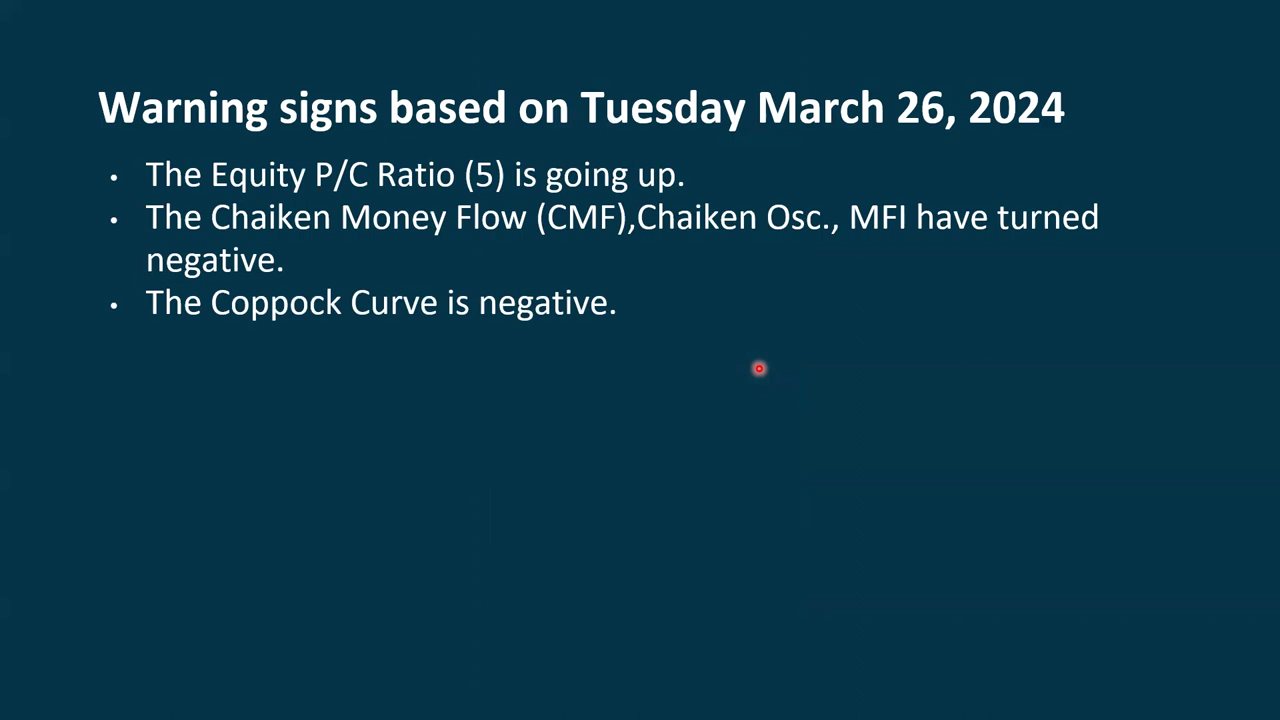 Warning signs based on Tuesday March 26, 2024
• The Equity P/C Ratio (5) is going up.
• The Chaiken Money Flow (CMF),Chaiken Osc., MFI have turned
negative.
• The Coppock Curve is negative.